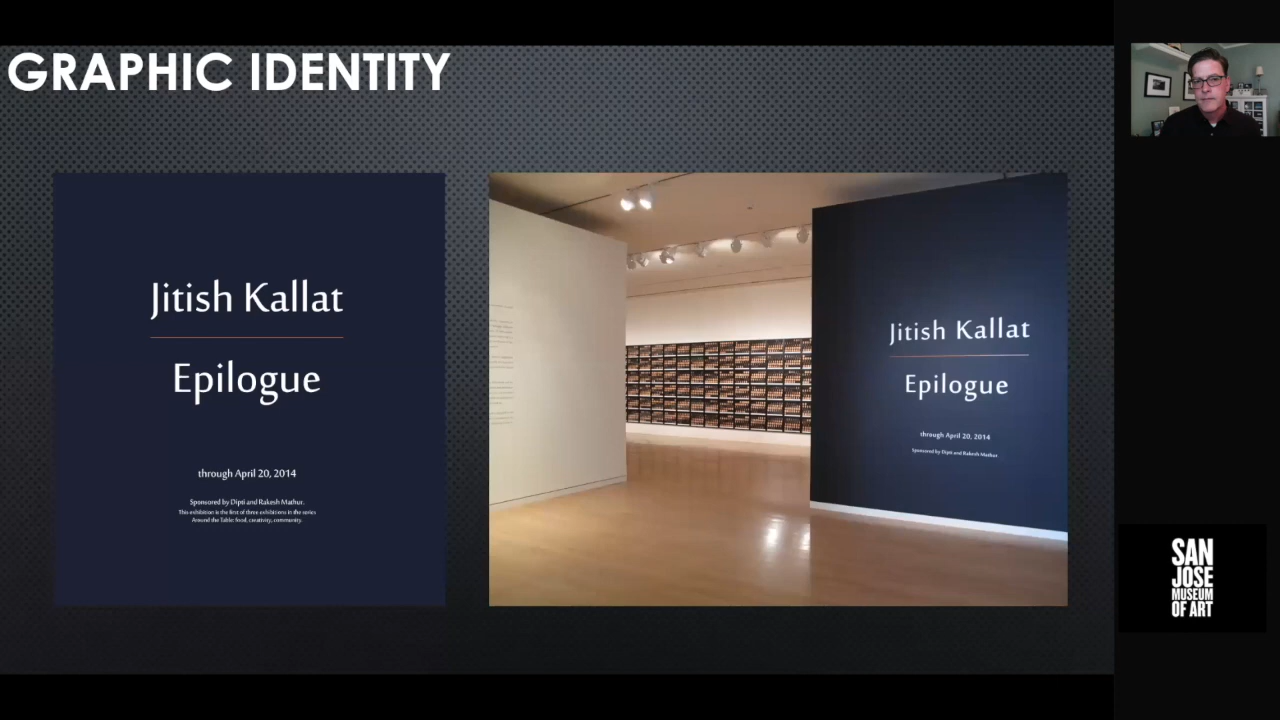 GRAPHIC IDENTITY
Jitish Kallat
Epilogue
through April 20, 2014
Sponsored by Dipti and Rakesh Mathur.
This exhibition is the first of three exhibitions in the series
Around the Table: food, creativity, community.
Jitish Kallat
Epilogue
through April 20, 2014
Sponsored by Dipti and Rakesh Mathur
SAN
JOSE
MUSEUM
OF ART